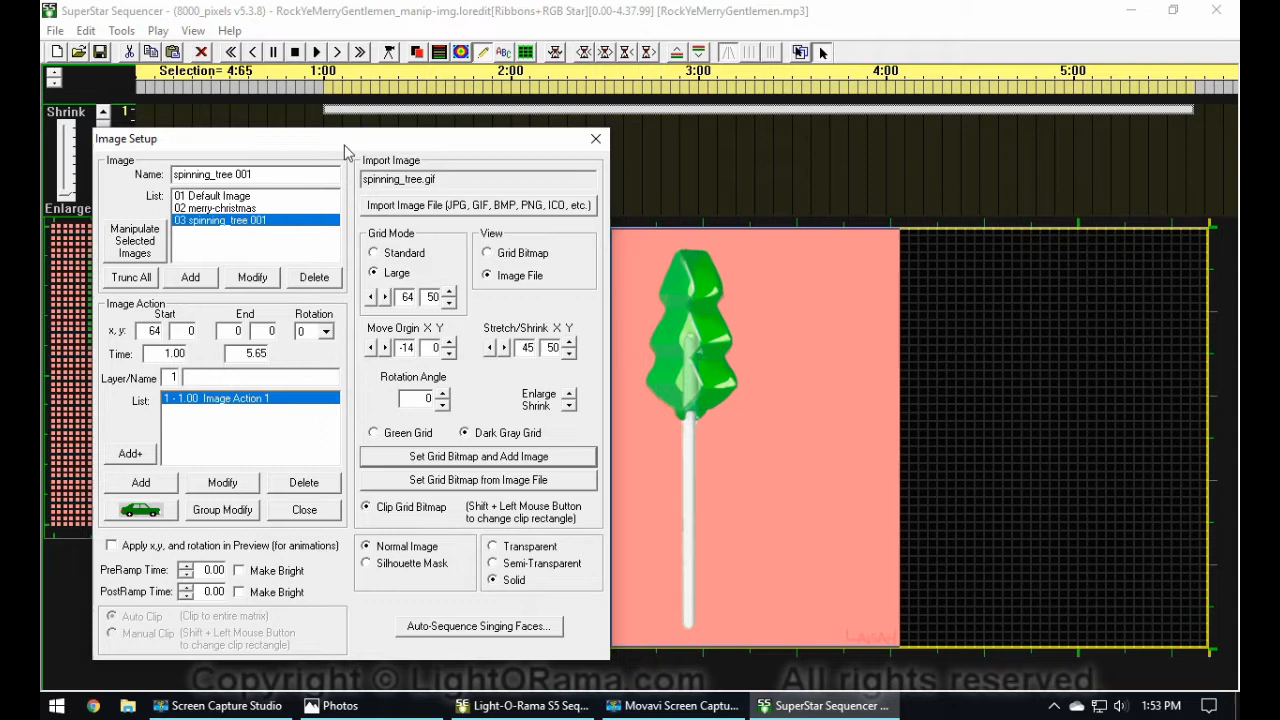 SuperStar Sequencer - (8000_pixels v5.3.8) - RockYeMerryGentlemen_manip-img.loredit[Ribbons+RGB Star][0.00-4.37.99] [RockYeMerryGentlemen.mp3]
File Edit Tools Play View Help
ABC
Selection= 4:65 1:00 2:00 3:00 4:00 5:00
Shrink
1
Enlarge
Image Setup
Image
Name: spinning_tree 001
List: 01 Default Image
02 merry-christmas
03 spinning_tree 001
Manipulate
Selected
Images
Trunc All Add Modify Delete
Image Action
Start End Rotation
x, y: 64 0 0 0 0
Time: 1.00 5.65
Layer/Name 1
List: 1 - 1.00 Image Action 1
Add+
Add Modify Delete
Group Modify Close
Apply x,y, and rotation in Preview (for animations)
PreRamp Time: 0.00 Make Bright
PostRamp Time: 0.00 Make Bright
Auto Clip (Clip to entire matrix)
Manual Clip (Shift + Left Mouse Button
to change clip rectangle)
Import Image
spinning_tree.gif
Import Image File (JPG, GIF, BMP, PNG, ICO, etc.)
Grid Mode
Standard
Large
64 50
View
Grid Bitmap
Image File
Move Orgin X Y
-14 0
Stretch/Shrink X Y
45 50
Rotation Angle
0
Enlarge
Shrink
Green Grid Dark Gray Grid
Set Grid Bitmap and Add Image
Set Grid Bitmap from Image File
Clip Grid Bitmap (Shift + Left Mouse Button
to change clip rectangle)
Normal Image
Silhouette Mask
Transparent
Semi-Transparent
Solid
Auto-Sequence Singing Faces...
Copyright © LightORama.com All rights reserved
Screen Capture Studio Photos Light-O-Rama S5 Seq... Movavi Screen Captu... SuperStar Sequencer ... 1:53 PM